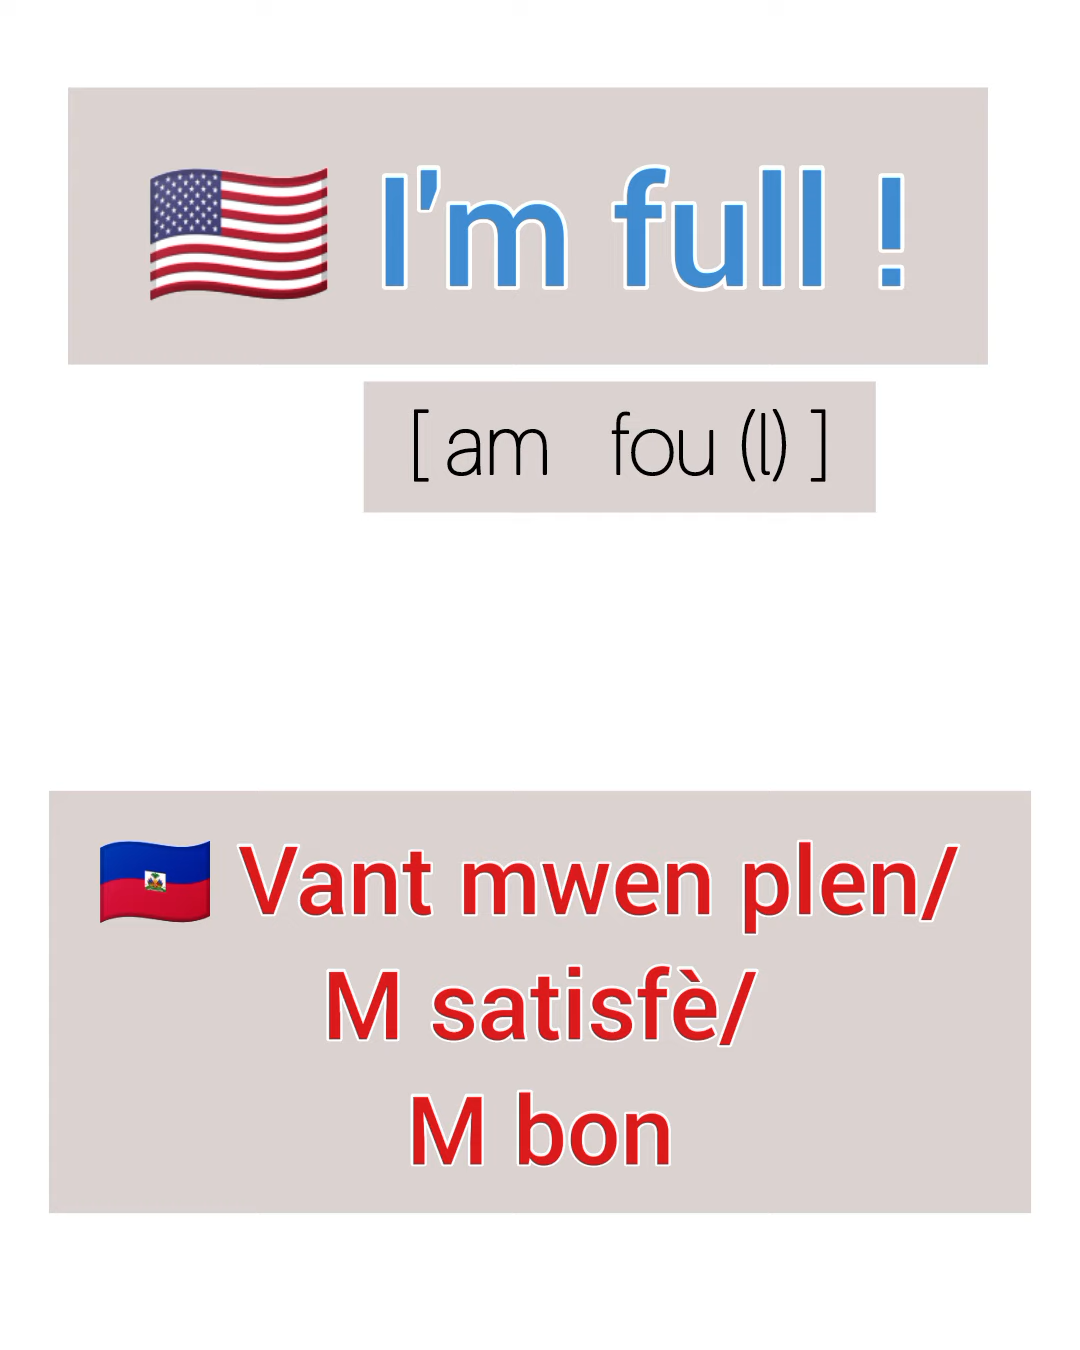 I'm full !
[ am fou (l) ]
Vant mwen plen/
M satisfè/
M bon